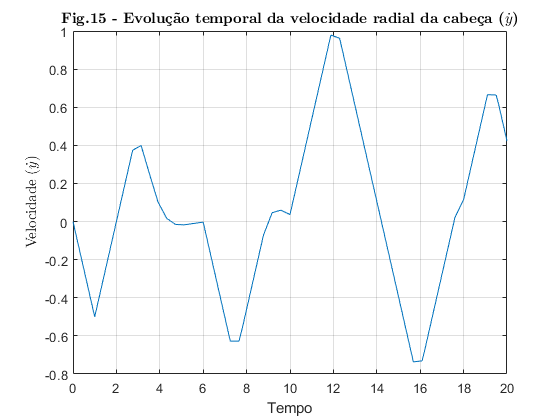 Fig.15 - Evolução temporal da velocidade radial da cabeça (ẏ)
1
0.8
0.6
0.4
0.2
0
-0.2
-0.4
-0.6
-0.8
Velocidade (ẏ)
0 2 4 6 8 10 12 14 16 18 20
Tempo